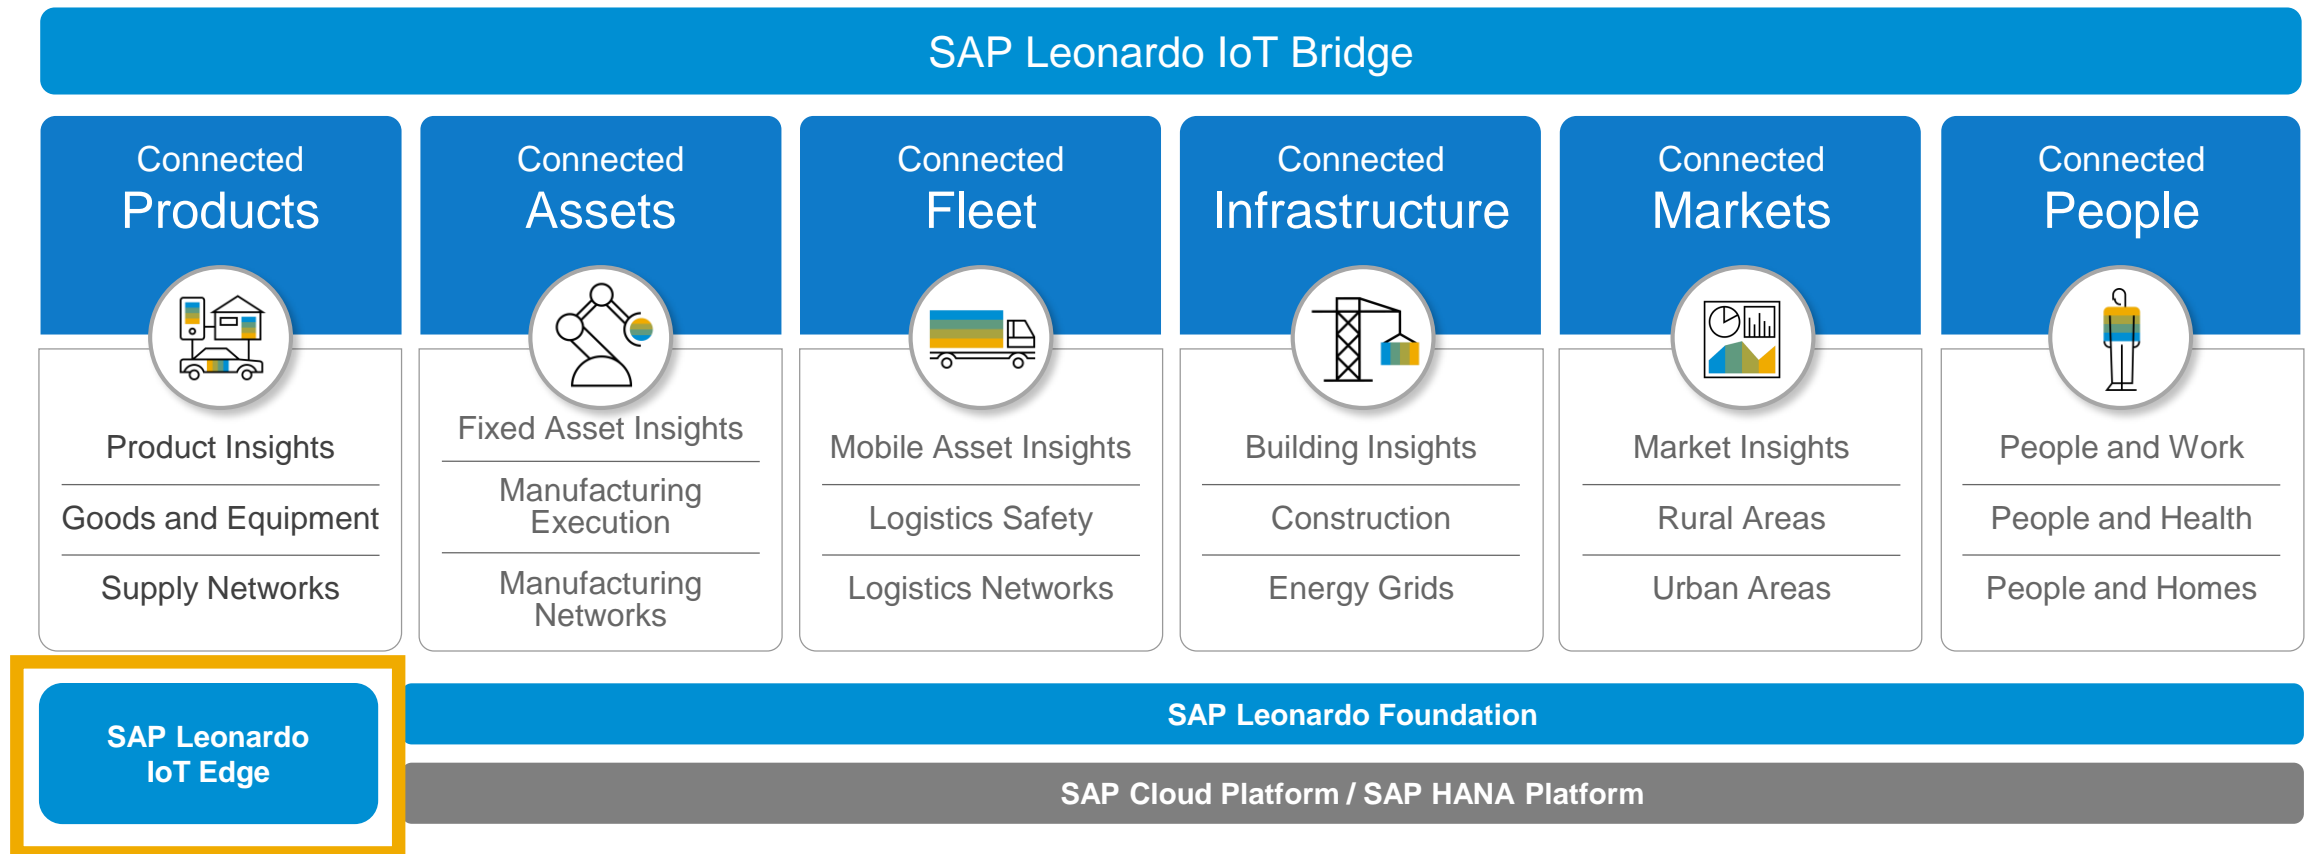 SAP Leonardo IoT Bridge
Connected
Products
Product Insights
Goods and Equipment
Supply Networks
Connected
Assets
Fixed Asset Insights
Manufacturing
Execution
Manufacturing
Networks
Connected
Fleet
Mobile Asset Insights
Logistics Safety
Logistics Networks
Connected
Infrastructure
Building Insights
Construction
Energy Grids
Connected
Markets
Market Insights
Rural Areas
Urban Areas
Connected
People
People and Work
People and Health
People and Homes
SAP Leonardo
IoT Edge
SAP Leonardo Foundation
SAP Cloud Platform / SAP HANA Platform